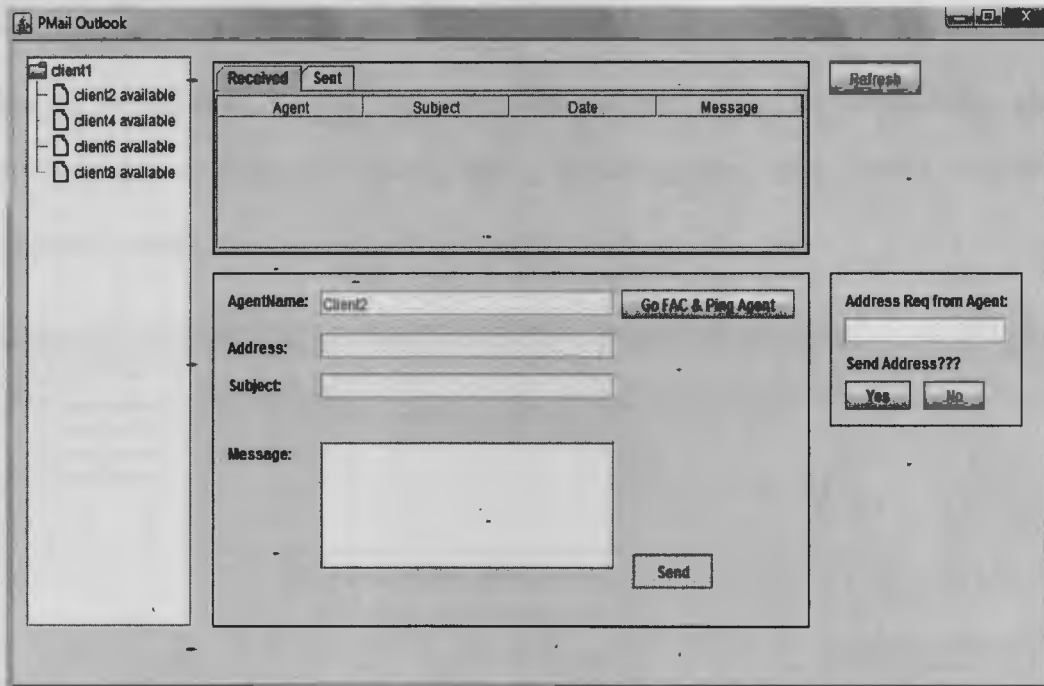 PMail Outlook
client1
client2 available
client4 available
client6 available
client8 available
Received Sent
Agent Subject Date Message
Refresh
AgentName: Client2 Go FAC & Ping Agent
Address:
Subject:
Message:
Send
Address Req from Agent:
Send Address???
Yes No